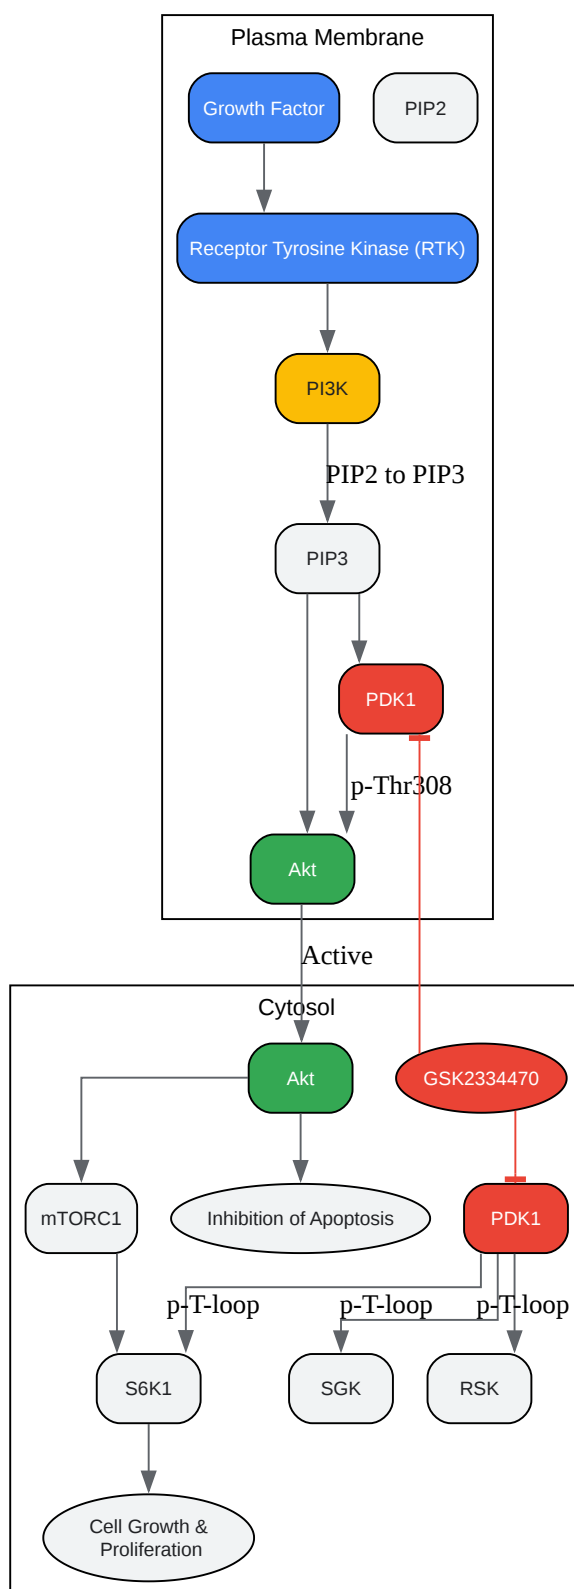 Plasma Membrane
Growth Factor
PIP2
Receptor Tyrosine Kinase (RTK)
PI3K
PIP2 to PIP3
PIP3
PDK1
p-Thr308
Akt
Active
Cytosol
Akt
GSK2334470
mTORC1
Inhibition of Apoptosis
PDK1
p-T-loop
p-T-loop
p-T-loop
S6K1
SGK
RSK
Cell Growth &
Proliferation